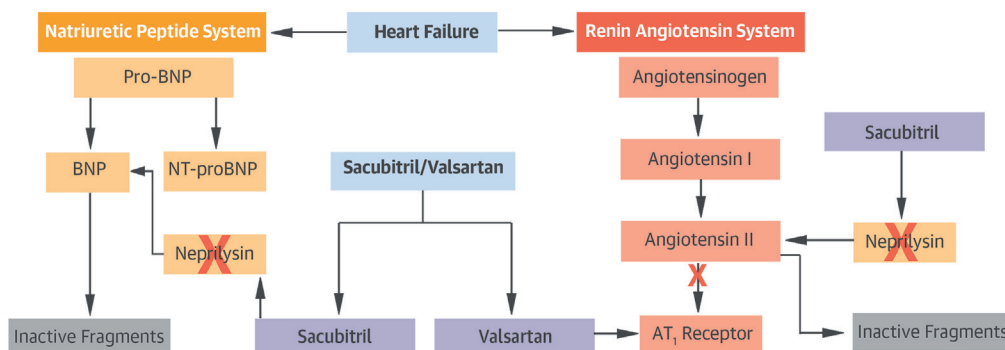 Natriuretic Peptide System
Heart Failure
Renin Angiotensin System
Pro-BNP
Angiotensinogen
Sacubitril
BNP
NT-proBNP
Sacubitril/Valsartan
Angiotensin I
Neprilysin
Angiotensin II
Neprilysin
Inactive Fragments
Sacubitril
Valsartan
AT₁ Receptor
Inactive Fragments